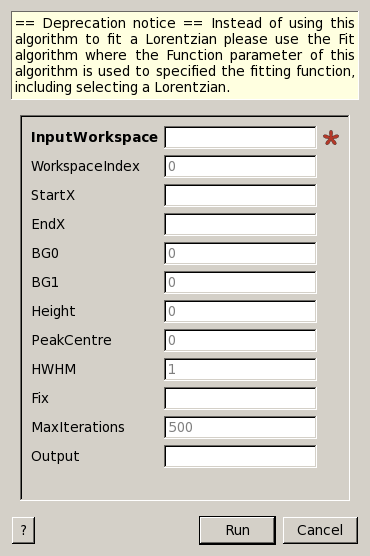 == Deprecation notice == Instead of using this
algorithm to fit a Lorentzian please use the Fit
algorithm where the Function parameter of this
algorithm is used to specified the fitting function,
including selecting a Lorentzian.
InputWorkspace
WorkspaceIndex 0
StartX
EndX
BG0 0
BG1 0
Height 0
PeakCentre 0
HWHM 1
Fix
MaxIterations 500
Output
? Run Cancel